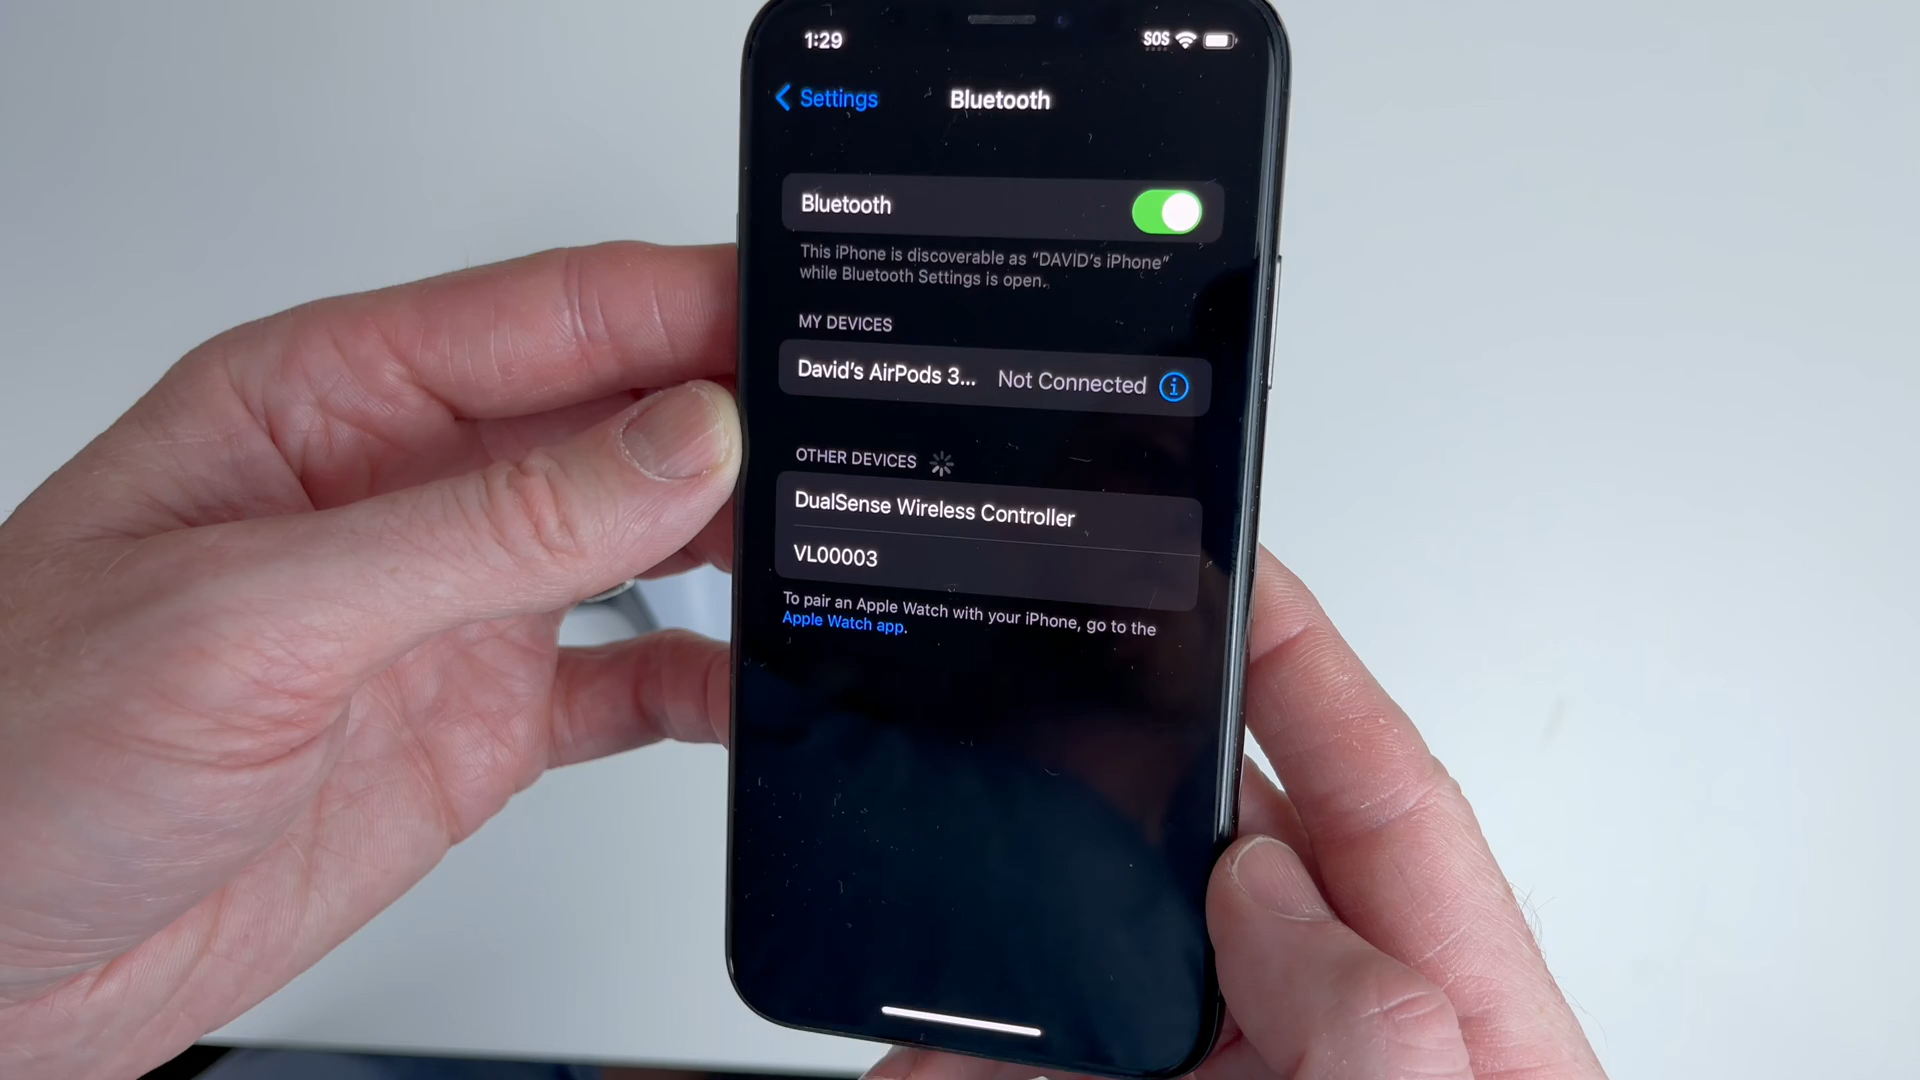 1:29
SOS
Settings
Bluetooth
Bluetooth
This iPhone is discoverable as “DAVID’s iPhone”
while Bluetooth Settings is open.
MY DEVICES
David’s AirPods 3... Not Connected
OTHER DEVICES
DualSense Wireless Controller
VL00003
To pair an Apple Watch with your iPhone, go to the
Apple Watch app.